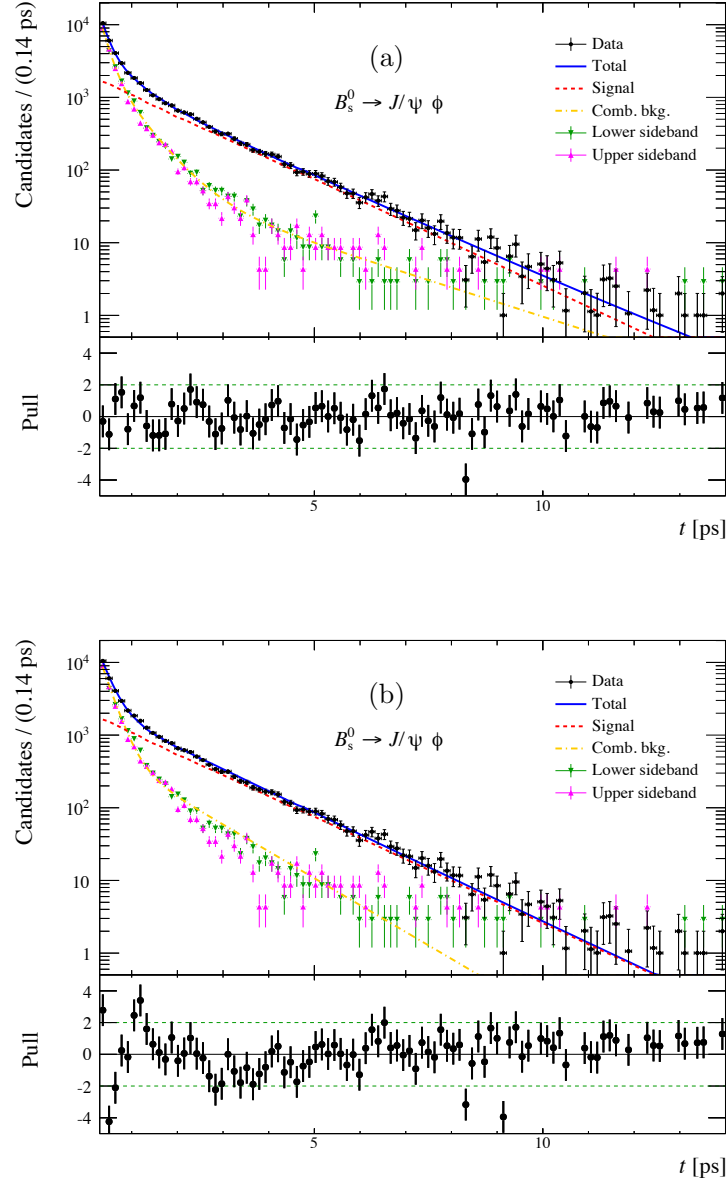 Candidates / (0.14 ps)
10⁴
10³
10²
10
1
(a)
B⁰ₛ → J/ψ ϕ
Data
Total
Signal
Comb. bkg.
Lower sideband
Upper sideband
Pull
4
2
0
-2
-4
5
10
t [ps]
Candidates / (0.14 ps)
10⁴
10³
10²
10
1
(b)
B⁰ₛ → J/ψ ϕ
Data
Total
Signal
Comb. bkg.
Lower sideband
Upper sideband
Pull
4
2
0
-2
-4
5
10
t [ps]